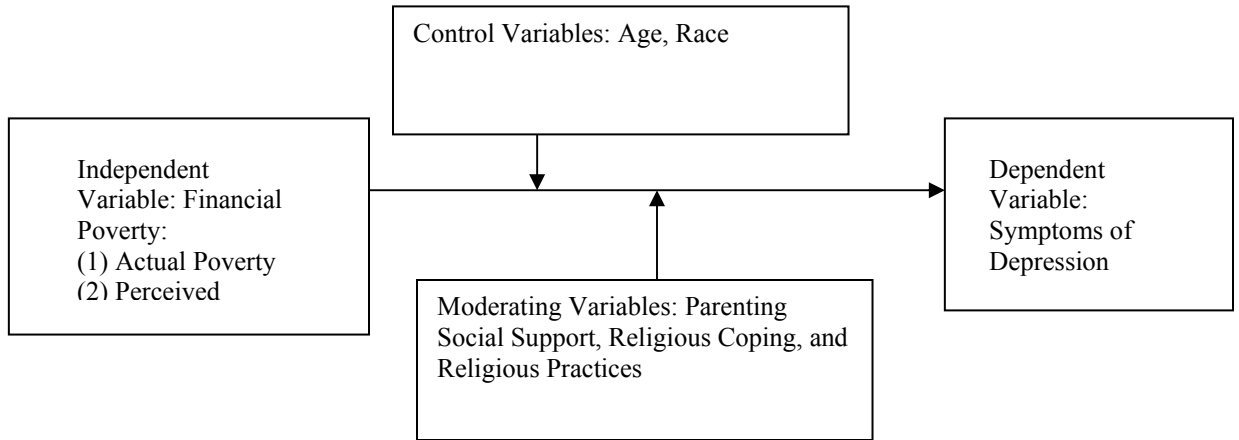 Control Variables: Age, Race
Independent
Variable: Financial
Poverty:
(1) Actual Poverty
(2) Perceived
Dependent
Variable:
Symptoms of
Depression
Moderating Variables: Parenting
Social Support, Religious Coping, and
Religious Practices